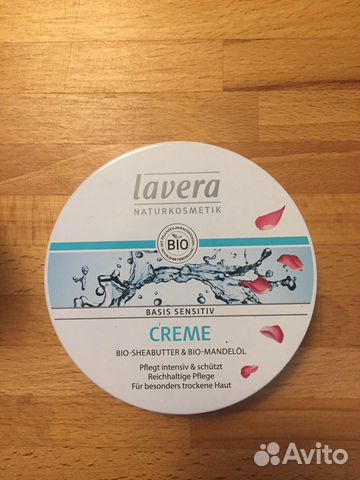 lavera
NATURKOSMETIK
BIO
BASIS SENSITIV
CREME
BIO-SHEABUTTER & BIO-MANDELÖL
Pflegt intensiv & schützt
Reichhaltige Pflege
Für besonders trockene Haut
Avito